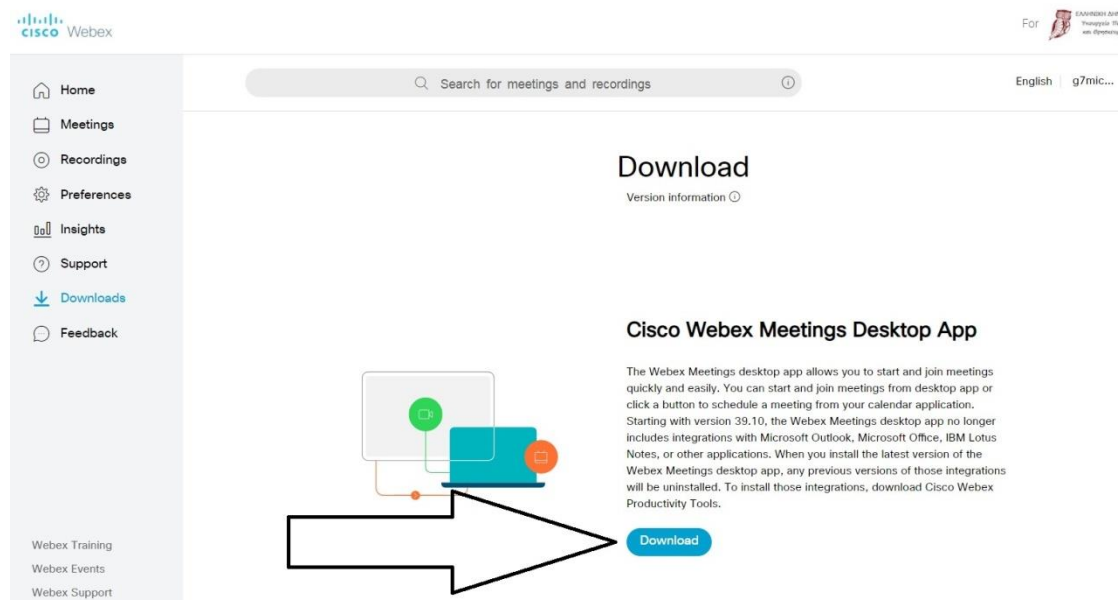 cisco Webex
For
Home
Meetings
Recordings
Preferences
Insights
Support
Downloads
Feedback
Webex Training
Webex Events
Webex Support
Search for meetings and recordings
English
g7mic...
Download
Version information
Cisco Webex Meetings Desktop App
The Webex Meetings desktop app allows you to start and join meetings
quickly and easily. You can start and join meetings from desktop app or
click a button to schedule a meeting from your calendar application.
Starting with version 39.10, the Webex Meetings desktop app no longer
includes integrations with Microsoft Outlook, Microsoft Office, IBM Lotus
Notes, or other applications. When you install the latest version of the
Webex Meetings desktop app, any previous versions of those integrations
will be uninstalled. To install those integrations, download Cisco Webex
Productivity Tools.
Download